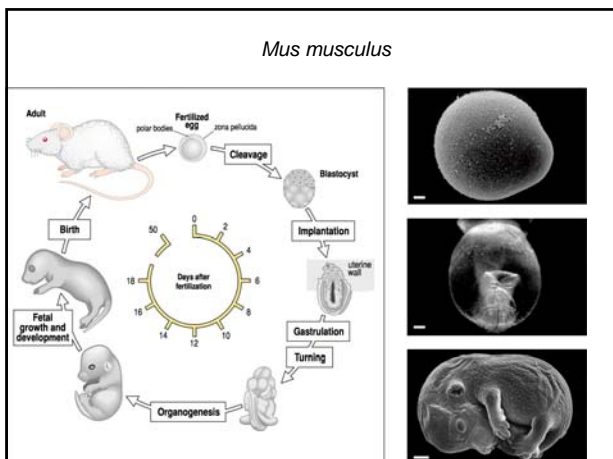 Mus musculus
Adult
Fertilized
egg
polar bodies
zona pellucida
Cleavage
Blastocyst
Implantation
uterine
wall
Gastrulation
Turning
Organogenesis
Fetal
growth and
development
Birth
Days after
fertilization
0
2
4
6
8
10
12
14
16
18
50